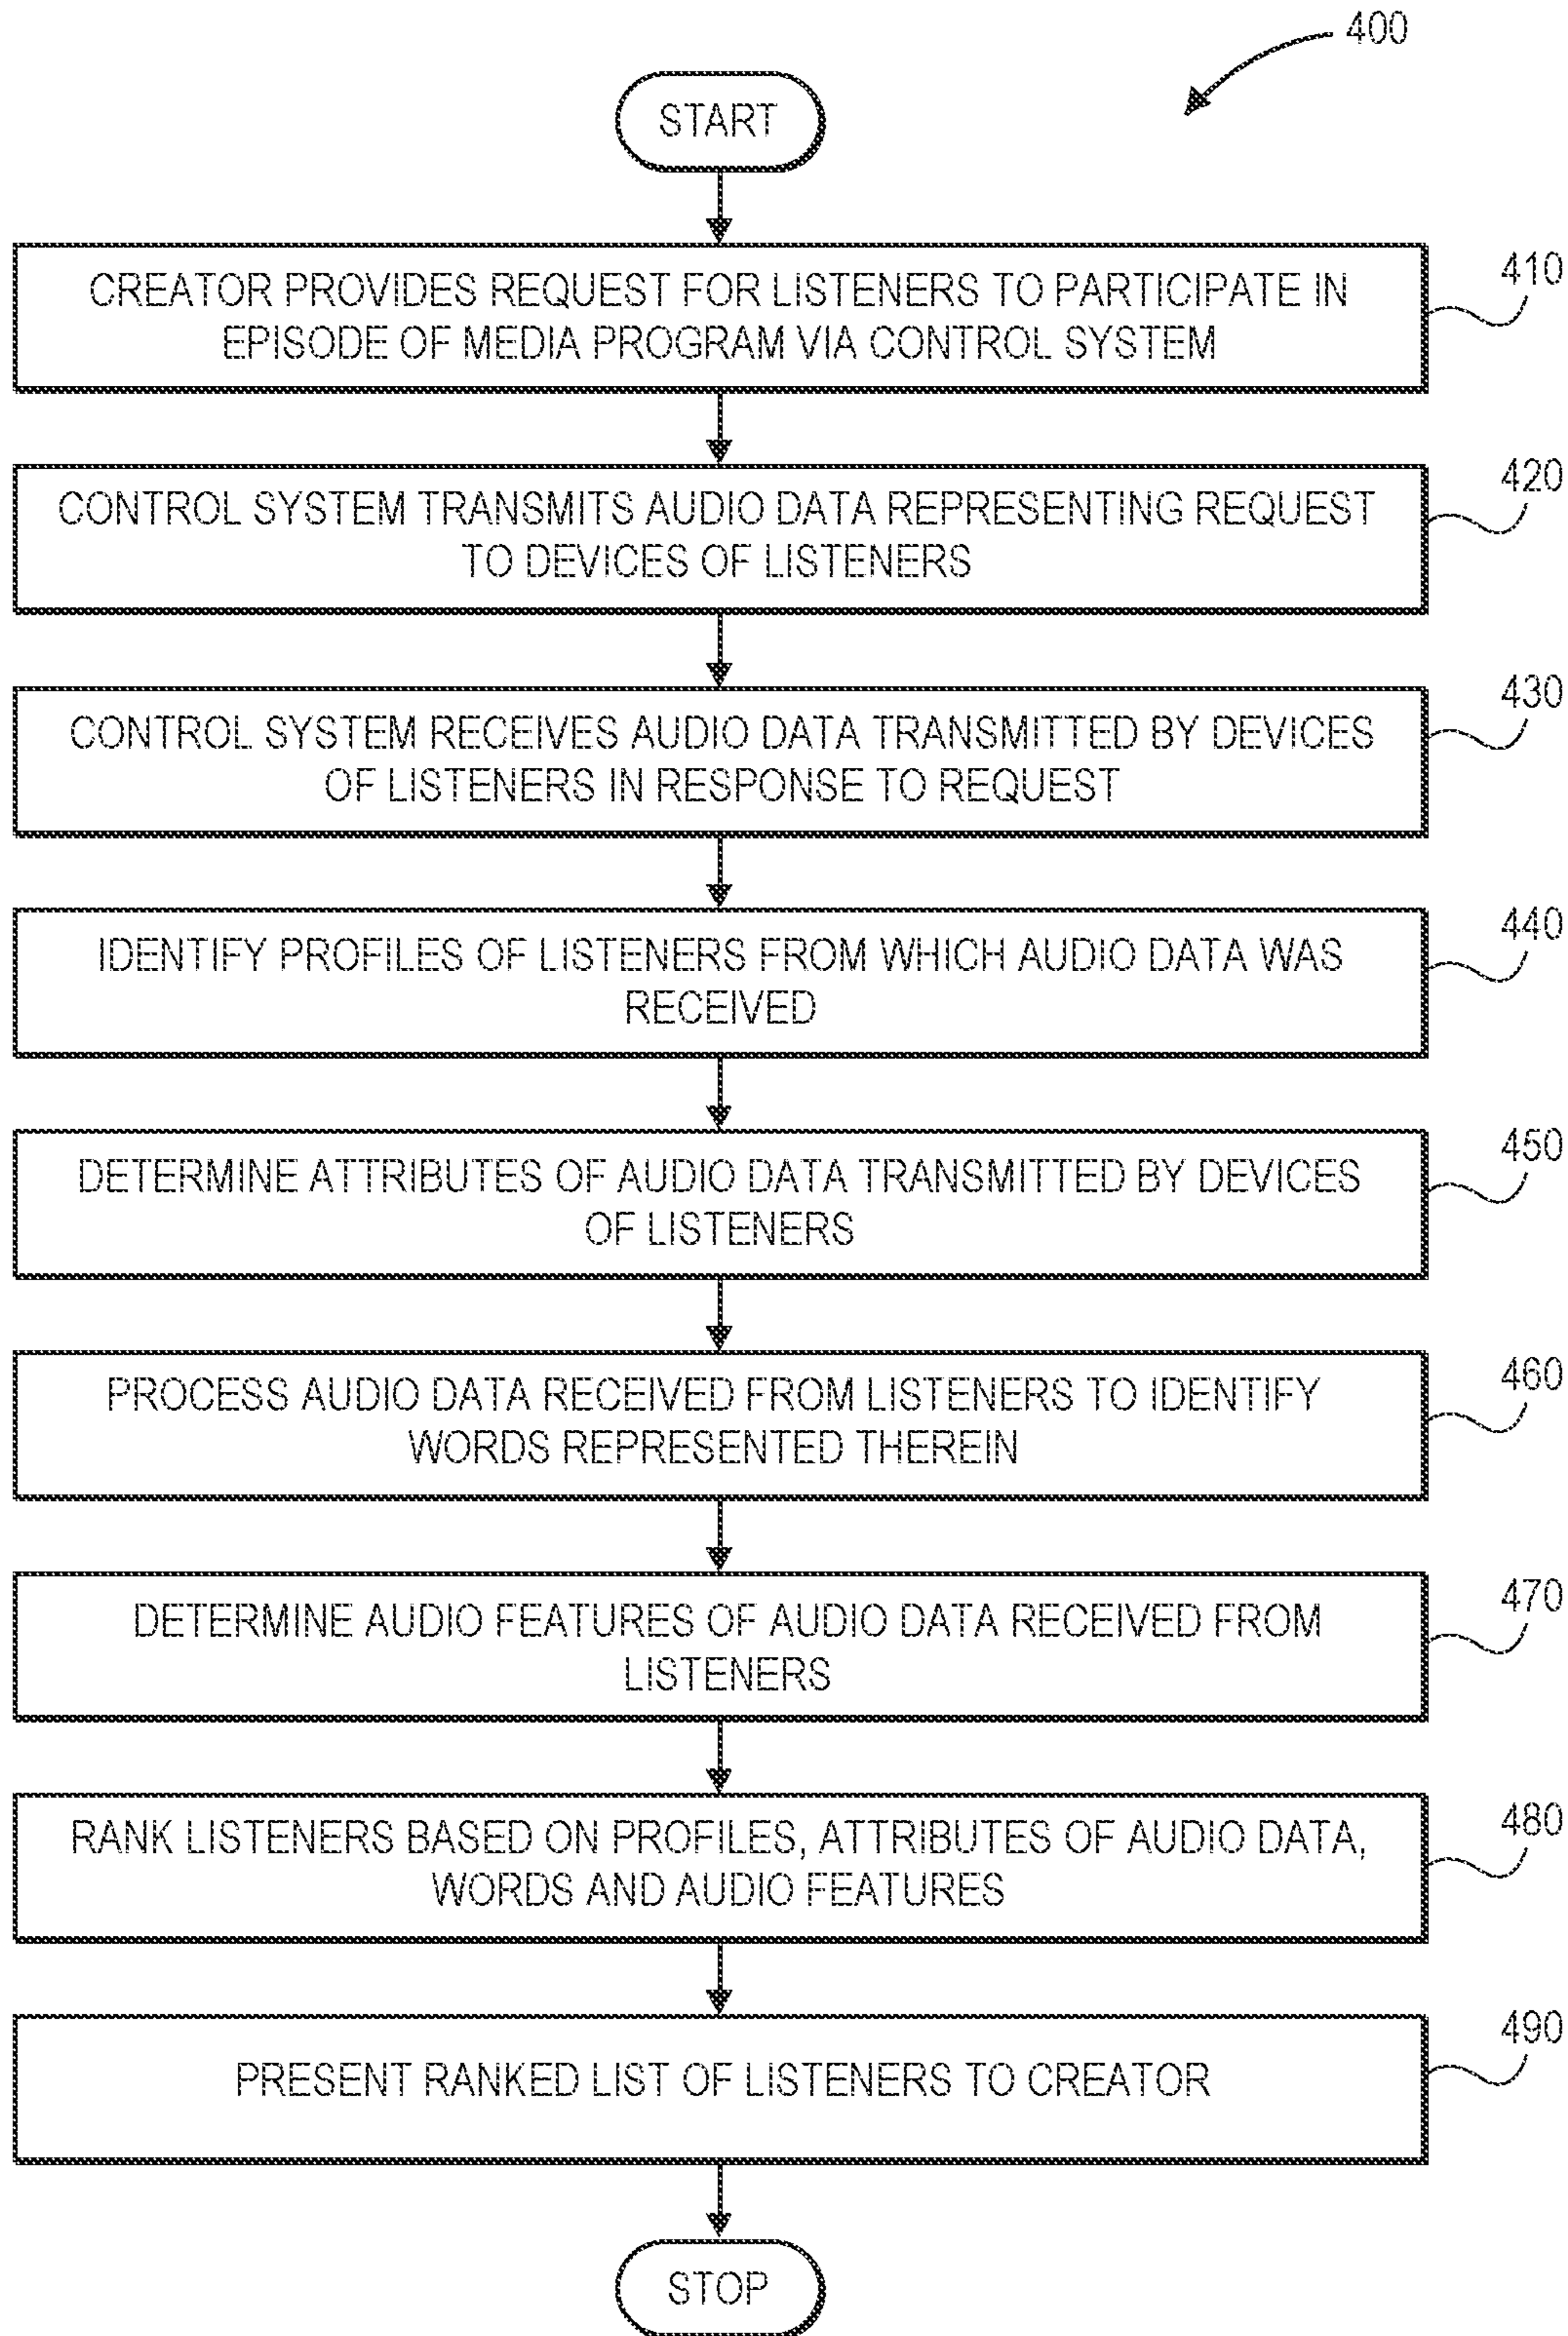 400
START
CREATOR PROVIDES REQUEST FOR LISTENERS TO PARTICIPATE IN
EPISODE OF MEDIA PROGRAM VIA CONTROL SYSTEM
410
CONTROL SYSTEM TRANSMITS AUDIO DATA REPRESENTING REQUEST
TO DEVICES OF LISTENERS
420
CONTROL SYSTEM RECEIVES AUDIO DATA TRANSMITTED BY DEVICES
OF LISTENERS IN RESPONSE TO REQUEST
430
IDENTIFY PROFILES OF LISTENERS FROM WHICH AUDIO DATA WAS
RECEIVED
440
DETERMINE ATTRIBUTES OF AUDIO DATA TRANSMITTED BY DEVICES
OF LISTENERS
450
PROCESS AUDIO DATA RECEIVED FROM LISTENERS TO IDENTIFY
WORDS REPRESENTED THEREIN
460
DETERMINE AUDIO FEATURES OF AUDIO DATA RECEIVED FROM
LISTENERS
470
RANK LISTENERS BASED ON PROFILES, ATTRIBUTES OF AUDIO DATA,
WORDS AND AUDIO FEATURES
480
PRESENT RANKED LIST OF LISTENERS TO CREATOR
490
STOP